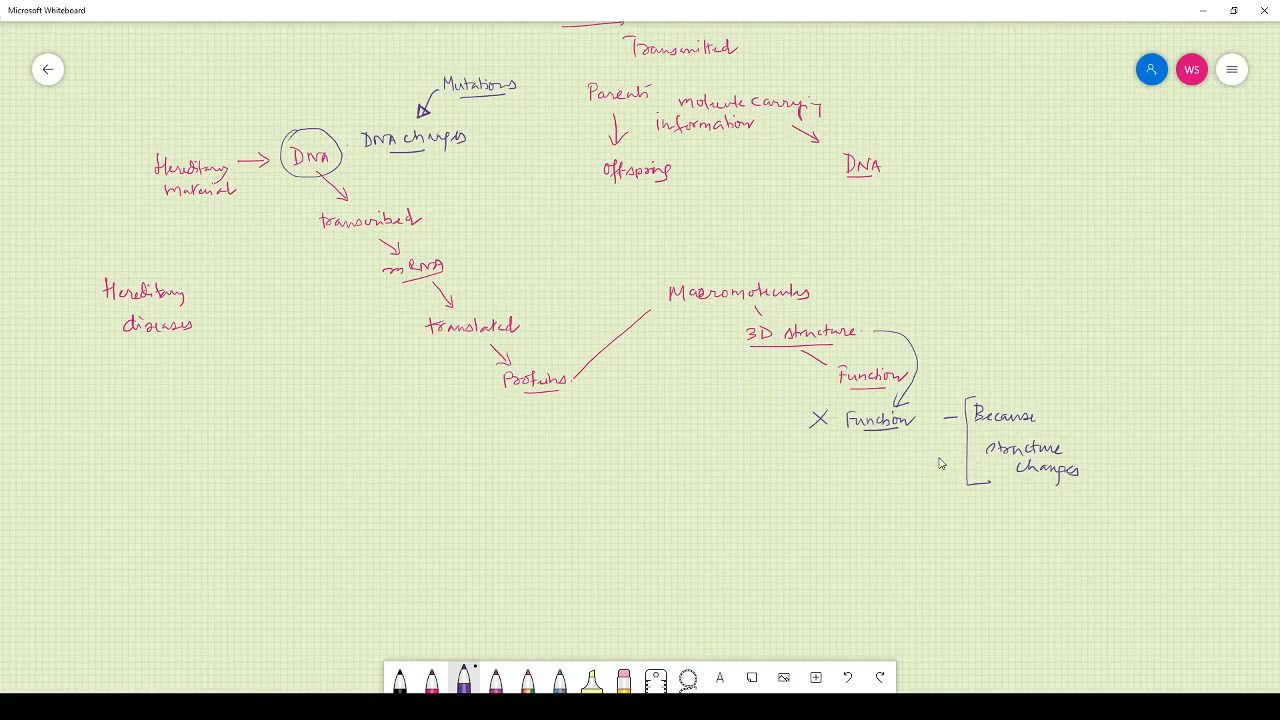 Microsoft Whiteboard
WS
Transmitted
Mutations
DNA changes
Parents
molecule carrying
information
Offspring
DNA
Hereditary
material
DNA
transcribed
mRNA
translated
Proteins
Hereditary
diseases
Macromolecules
3D structure
Function
X Function
Because
structure
changes
A